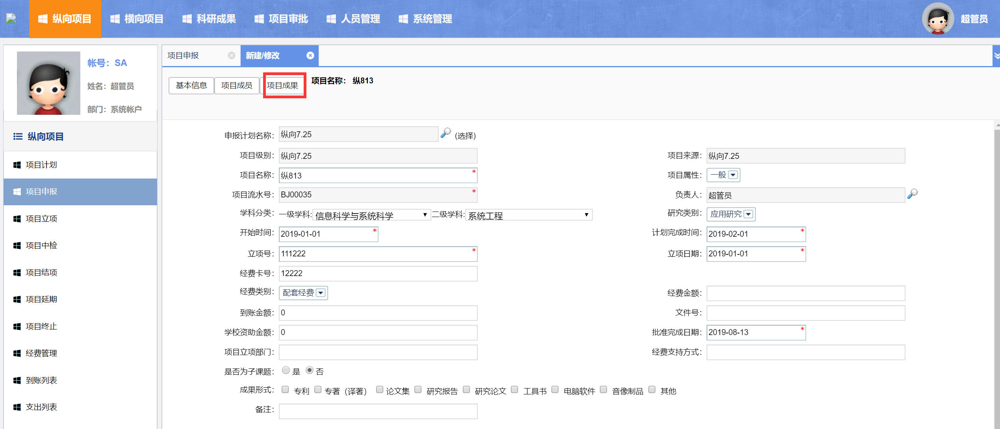 纵向项目 横向项目 科研成果 项目审批 人员管理 系统管理 超管员
帐号：SA
姓名：超管员
部门：系统帐户
纵向项目
项目计划
项目申报
项目立项
项目中检
项目结项
项目延期
项目终止
经费管理
到账列表
支出列表
项目申报 新建/修改
基本信息 项目成员 项目成果 项目名称： 纵813
申报计划名称： 纵向7.25 (选择)
项目级别： 纵向7.25 项目来源： 纵向7.25
项目名称： 纵813 * 项目属性： 一般
项目流水号： BJ00035 * 负责人： 超管员
学科分类： 一级学科: 信息科学与系统科学 二级学科: 系统工程 研究类别： 应用研究
开始时间： 2019-01-01 * 计划完成时间： 2019-02-01 *
立项号： 111222 * 立项日期： 2019-01-01 *
经费卡号： 12222
经费类别： 配套经费 经费金额：
到账金额： 0 文件号：
学校资助金额： 0 批准完成日期： 2019-08-13 *
项目立项部门： 经费支持方式：
是否为子课题： 是 否
成果形式： 专利 专著（译著） 论文集 研究报告 研究论文 工具书 电脑软件 音像制品 其他
备注：